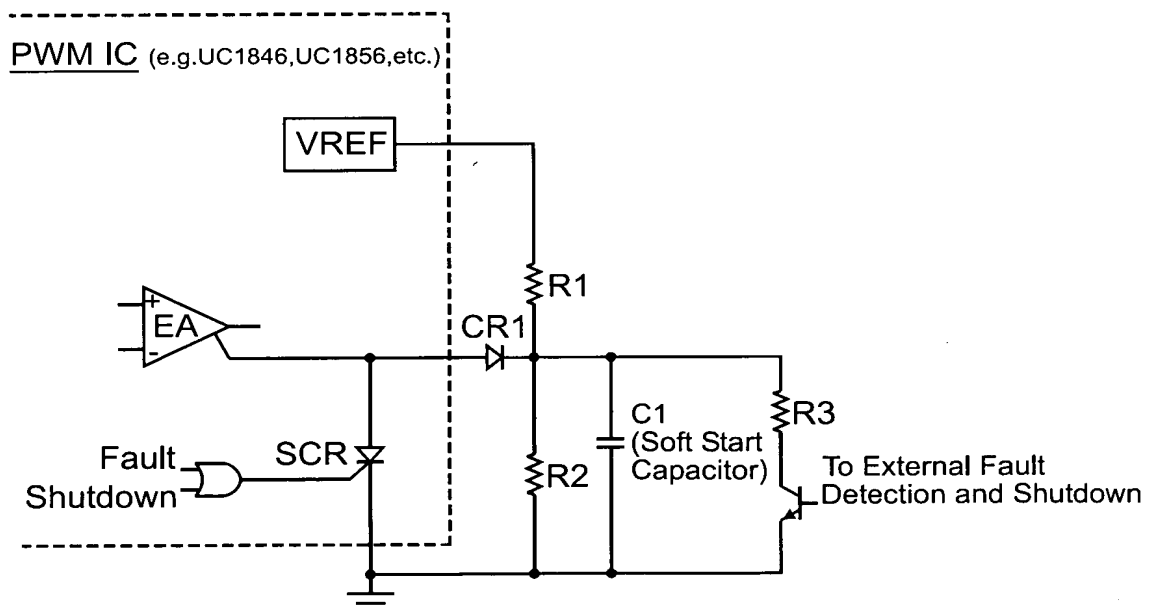 PWM IC (e.g.UC1846,UC1856,etc.)
VREF
R1
+
EA
-
CR1
C1
(Soft Start
Capacitor)
R3
Fault
Shutdown
SCR
R2
To External Fault
Detection and Shutdown